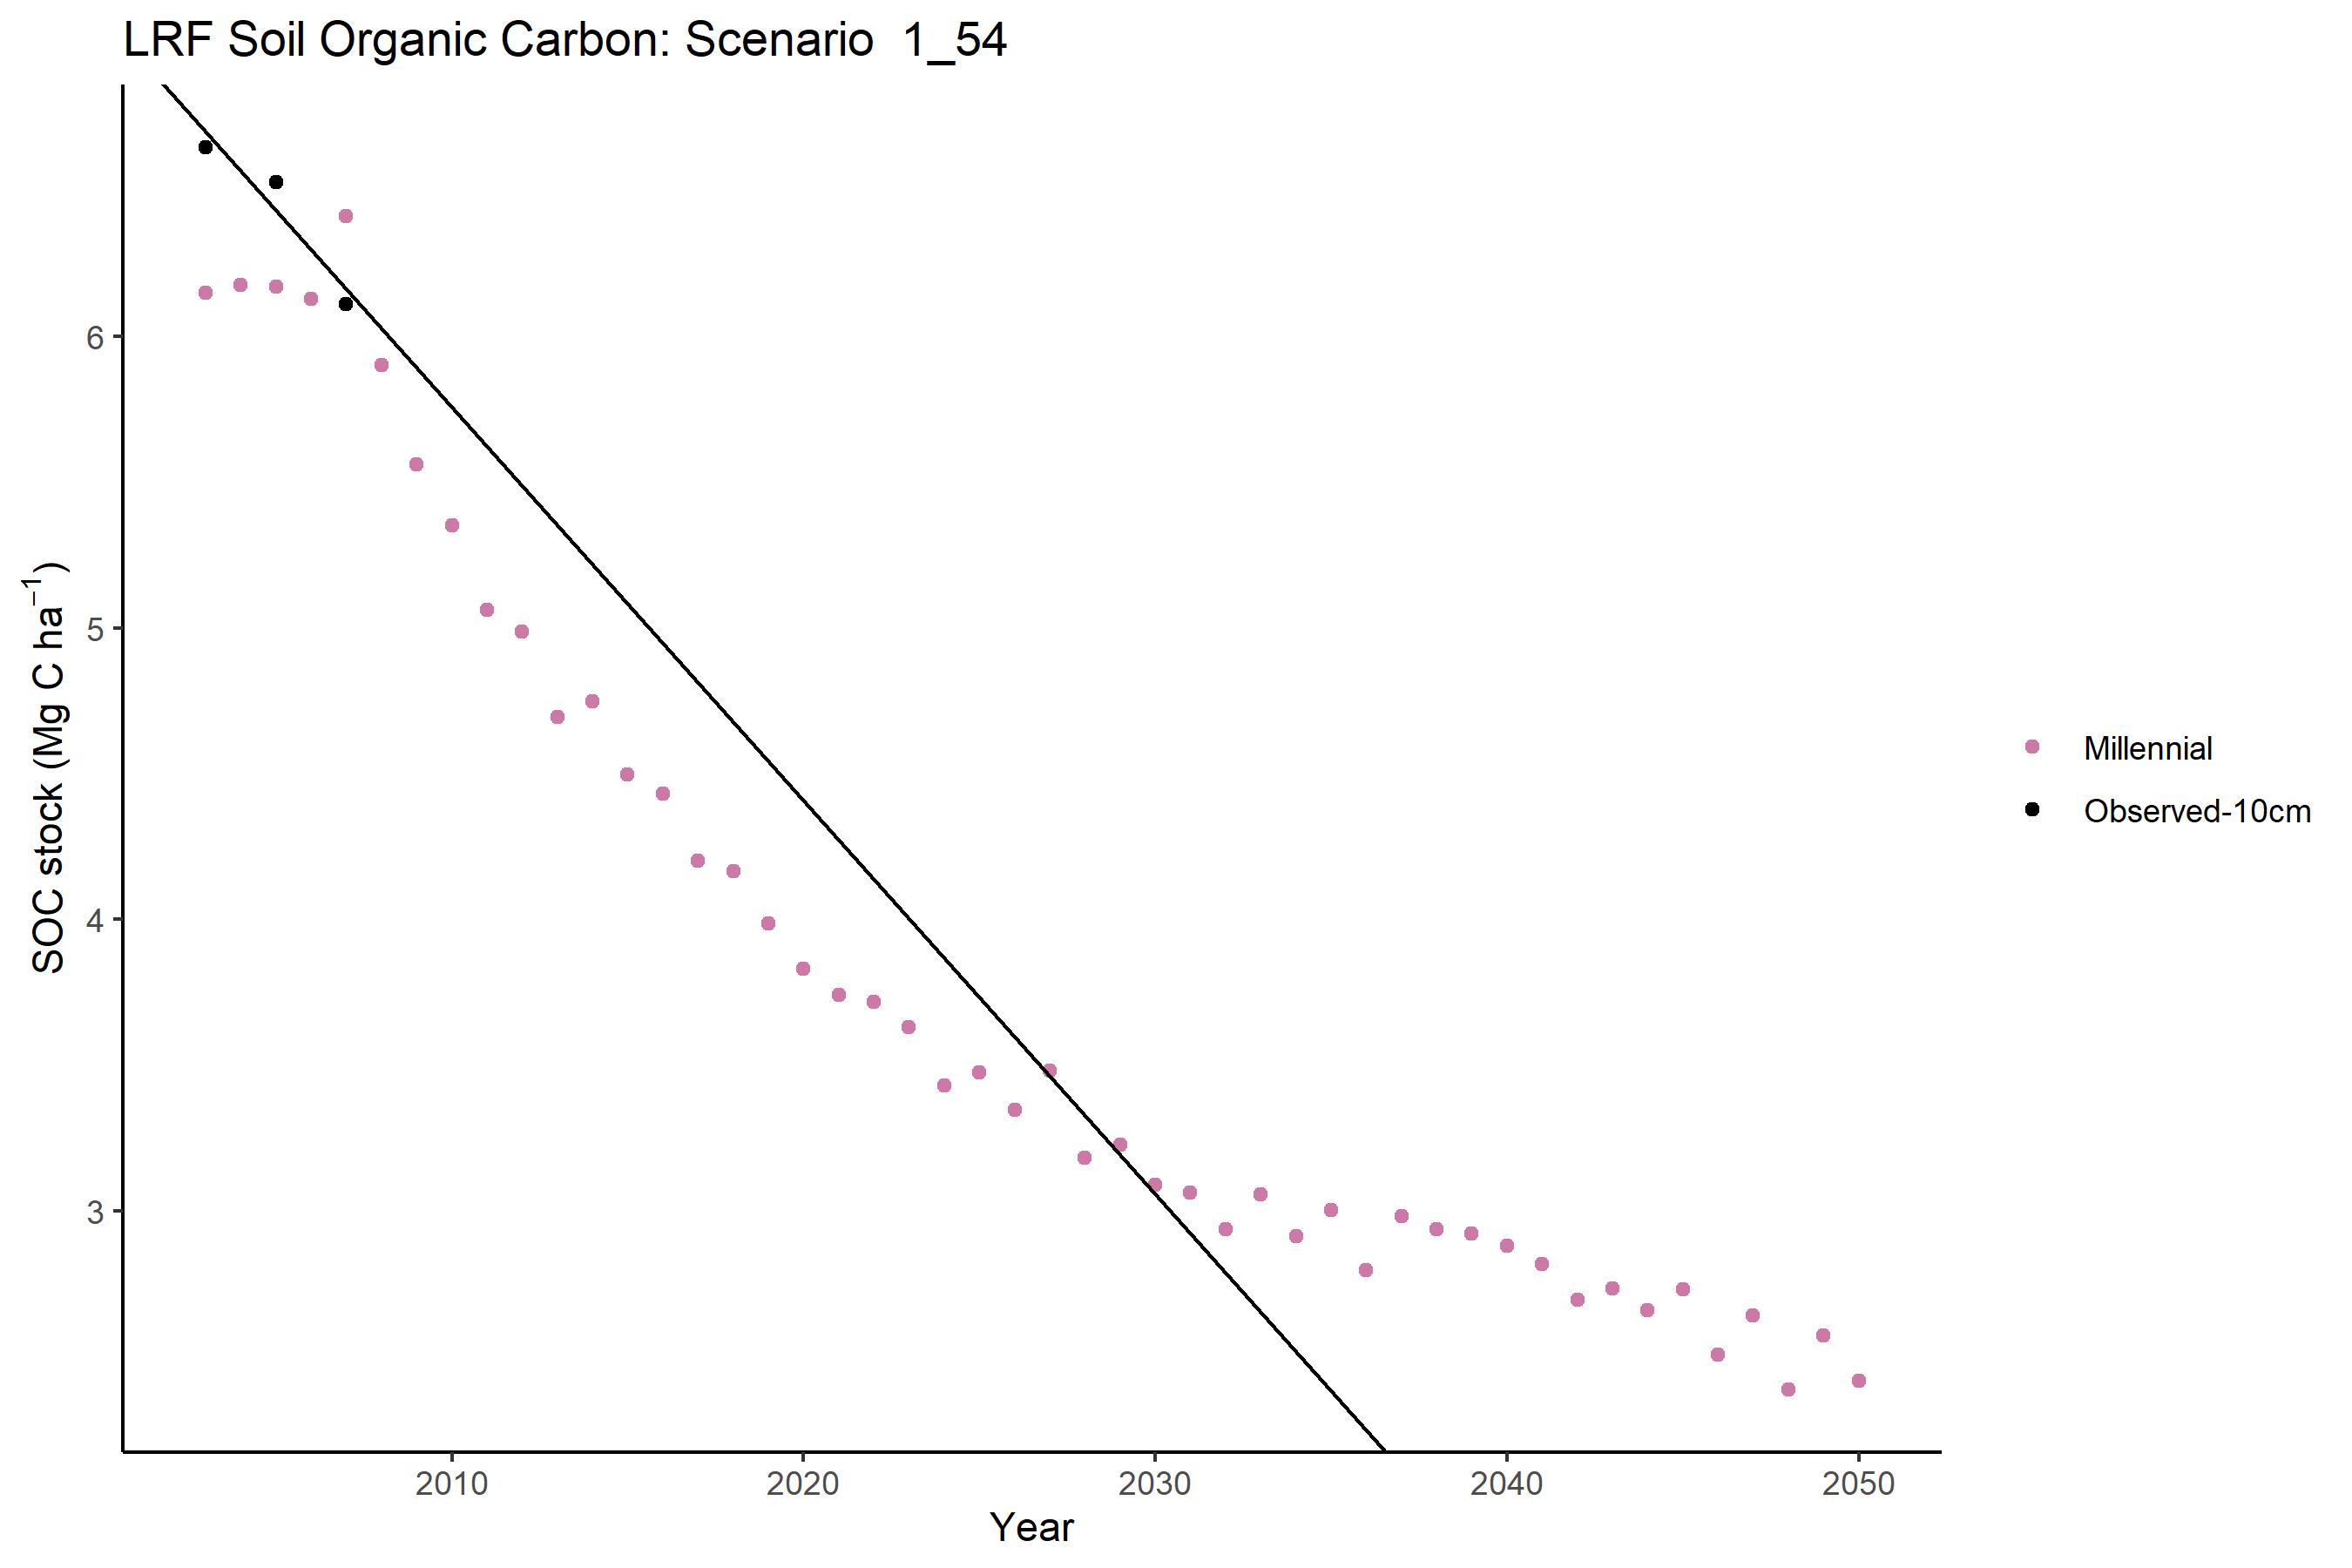 LRF Soil Organic Carbon: Scenario  1_54
SOC stock (Mg C ha⁻¹)
6
5
4
3
2010
2020
2030
2040
2050
Year
Millennial
Observed-10cm